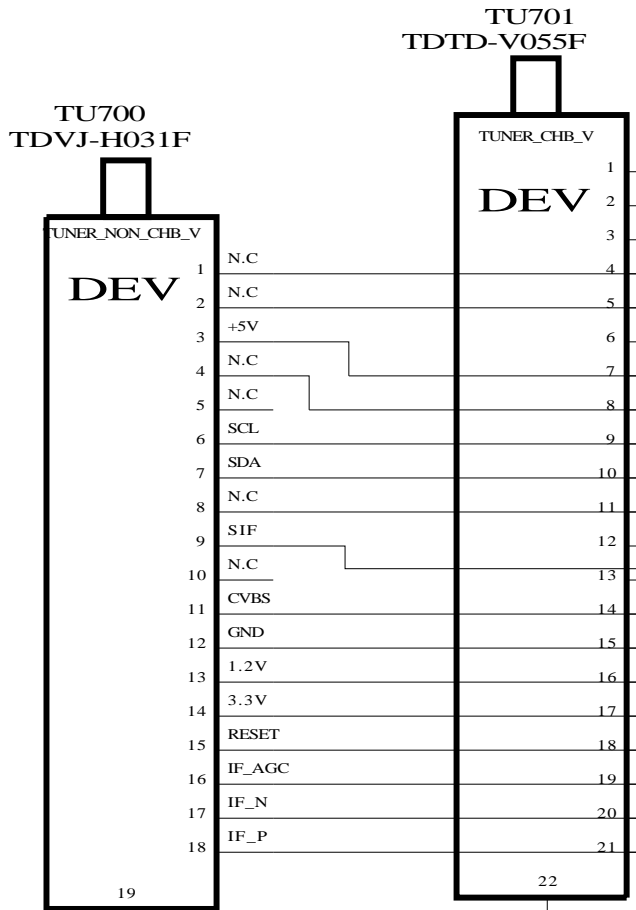 TU701
TDTD-V055F
TUNER_CHB_V
DEV
1
2
3
4
5
6
7
8
9
10
11
12
13
14
15
16
17
18
19
20
21
22
TU700
TDVJ-H031F
TUNER_NON_CHB_V
DEV
1 N.C
2 N.C
3 +5V
4 N.C
5 N.C
6 SCL
7 SDA
8 N.C
9 SIF
10 N.C
11 CVBS
12 GND
13 1.2V
14 3.3V
15 RESET
16 IF_AGC
17 IF_N
18 IF_P
19